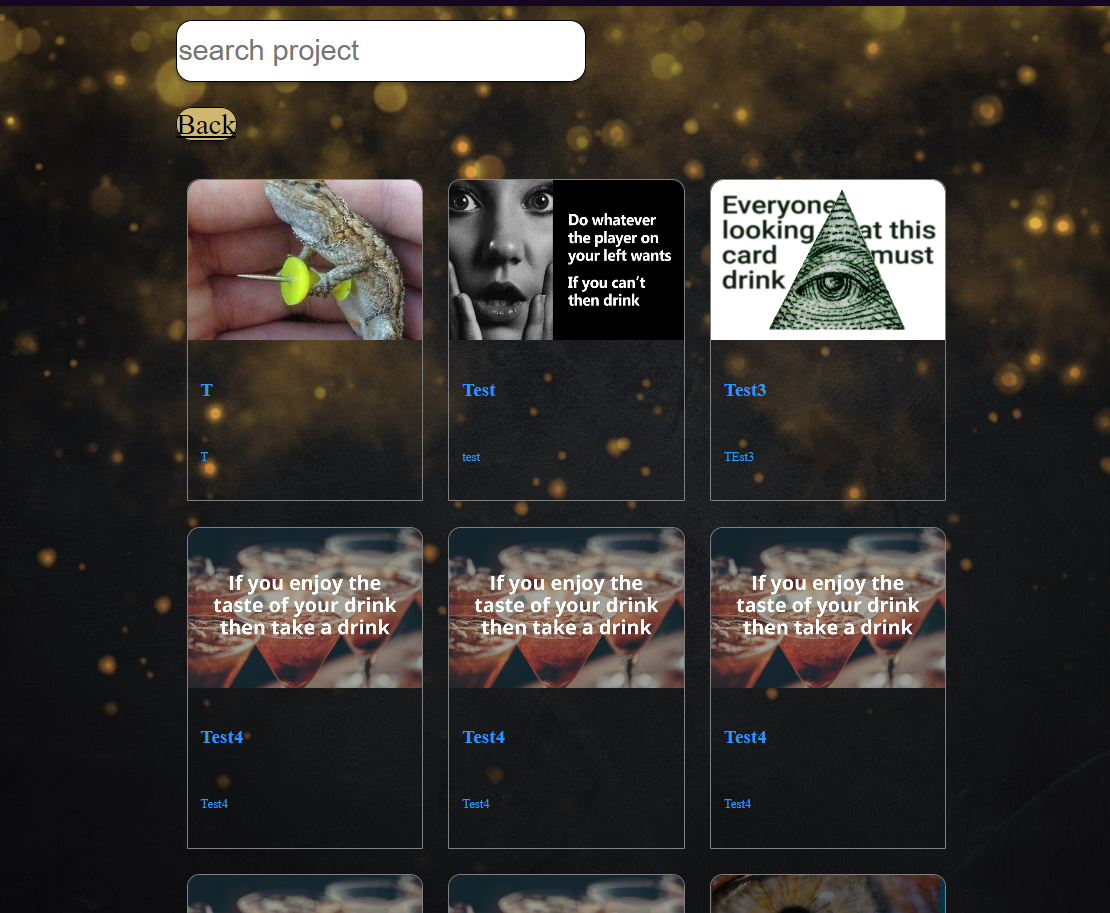 search project
Back
Do whatever
the player on
your left wants
If you can't
then drink
Everyone
looking at this
card must
drink
T
T
Test
test
Test3
TEst3
If you enjoy the
taste of your drink
then take a drink
If you enjoy the
taste of your drink
then take a drink
If you enjoy the
taste of your drink
then take a drink
Test4
Test4
Test4
Test4
Test4
Test4